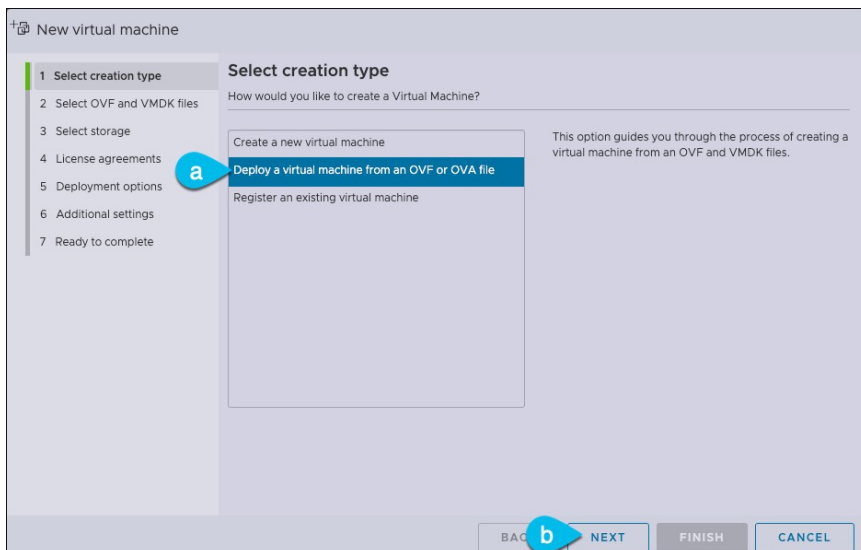 New virtual machine
1 Select creation type
2 Select OVF and VMDK files
3 Select storage
4 License agreements
5 Deployment options
6 Additional settings
7 Ready to complete
Select creation type
How would you like to create a Virtual Machine?
Create a new virtual machine
a
Deploy a virtual machine from an OVF or OVA file
Register an existing virtual machine
This option guides you through the process of creating a
virtual machine from an OVF and VMDK files.
b
NEXT
FINISH
CANCEL